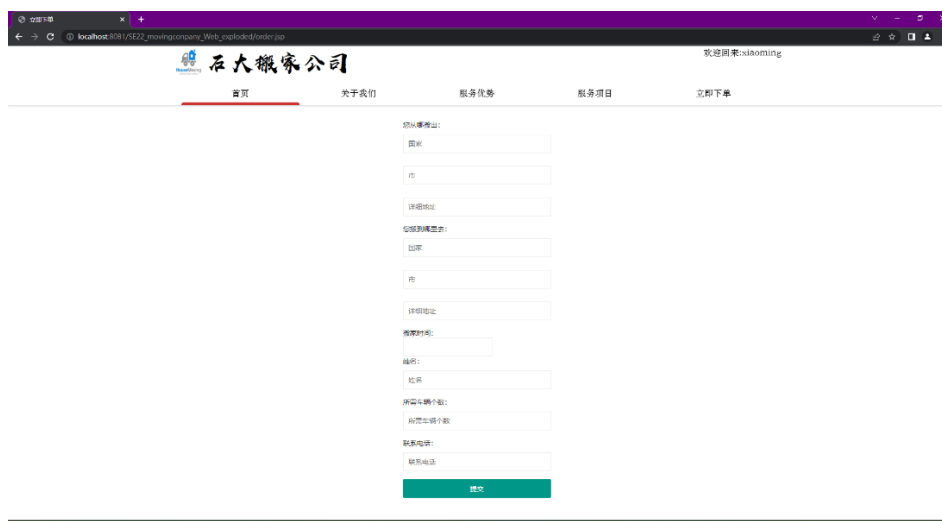 立即下单
localhost:8081/SE22_movingconpany_Web_exploded/order.jsp
石大搬家公司
欢迎回来:xiaoming
首页 关于我们 服务优势 服务项目 立即下单
您从哪搬出:
国家
市
详细地址
您搬到哪里去:
国家
市
详细地址
搬家时间:
姓名:
姓名
所需车辆个数:
所需车辆个数
联系电话:
联系电话
提交